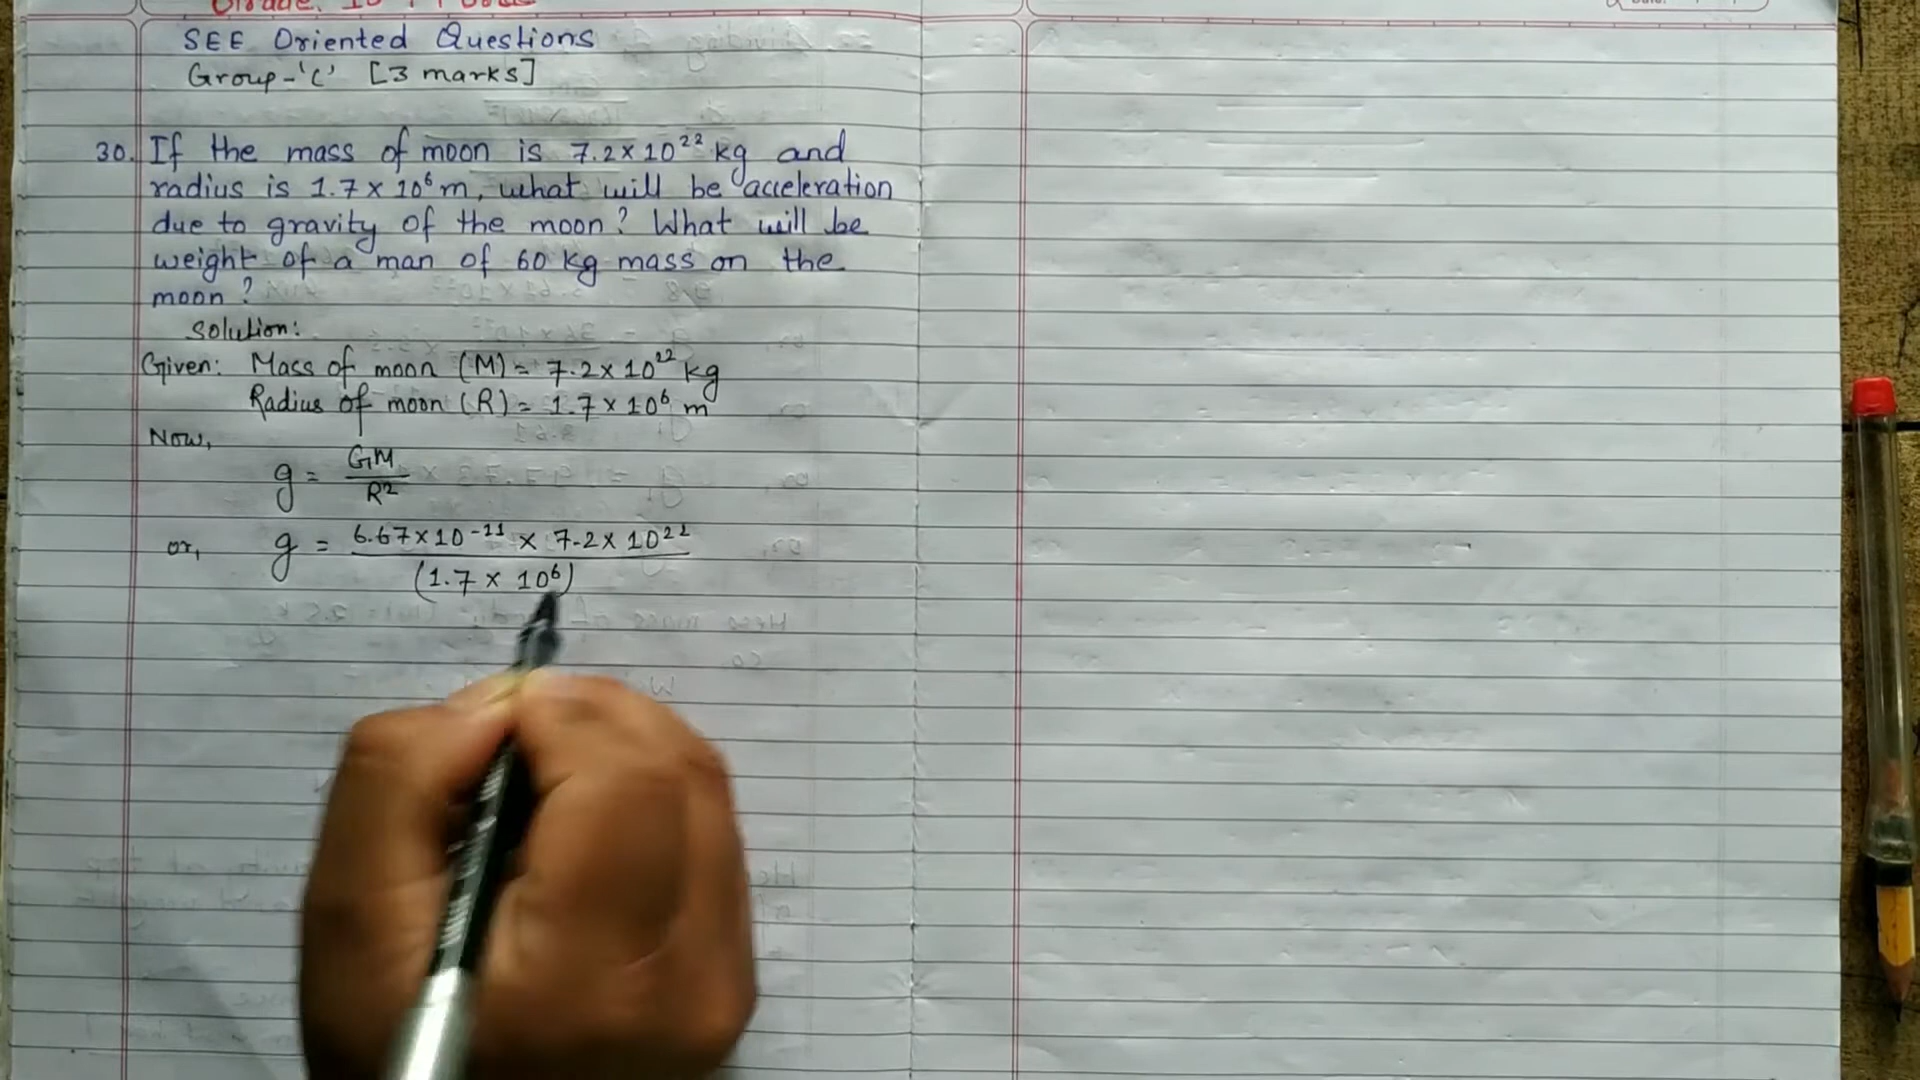 SEE Oriented Questions
Group-'C' [3 marks]
30. If the mass of moon is 7.2 × 10²² kg and
radius is 1.7 × 10⁶ m, what will be acceleration
due to gravity of the moon? What will be
weight of a man of 60 kg mass on the
moon?
Solution:
Given: Mass of moon (M) = 7.2 × 10²² kg
Radius of moon (R) = 1.7 × 10⁶ m
Now,
g = GM/R²
or, g = 6.67 × 10⁻¹¹ × 7.2 × 10²²
(1.7 × 10⁶)